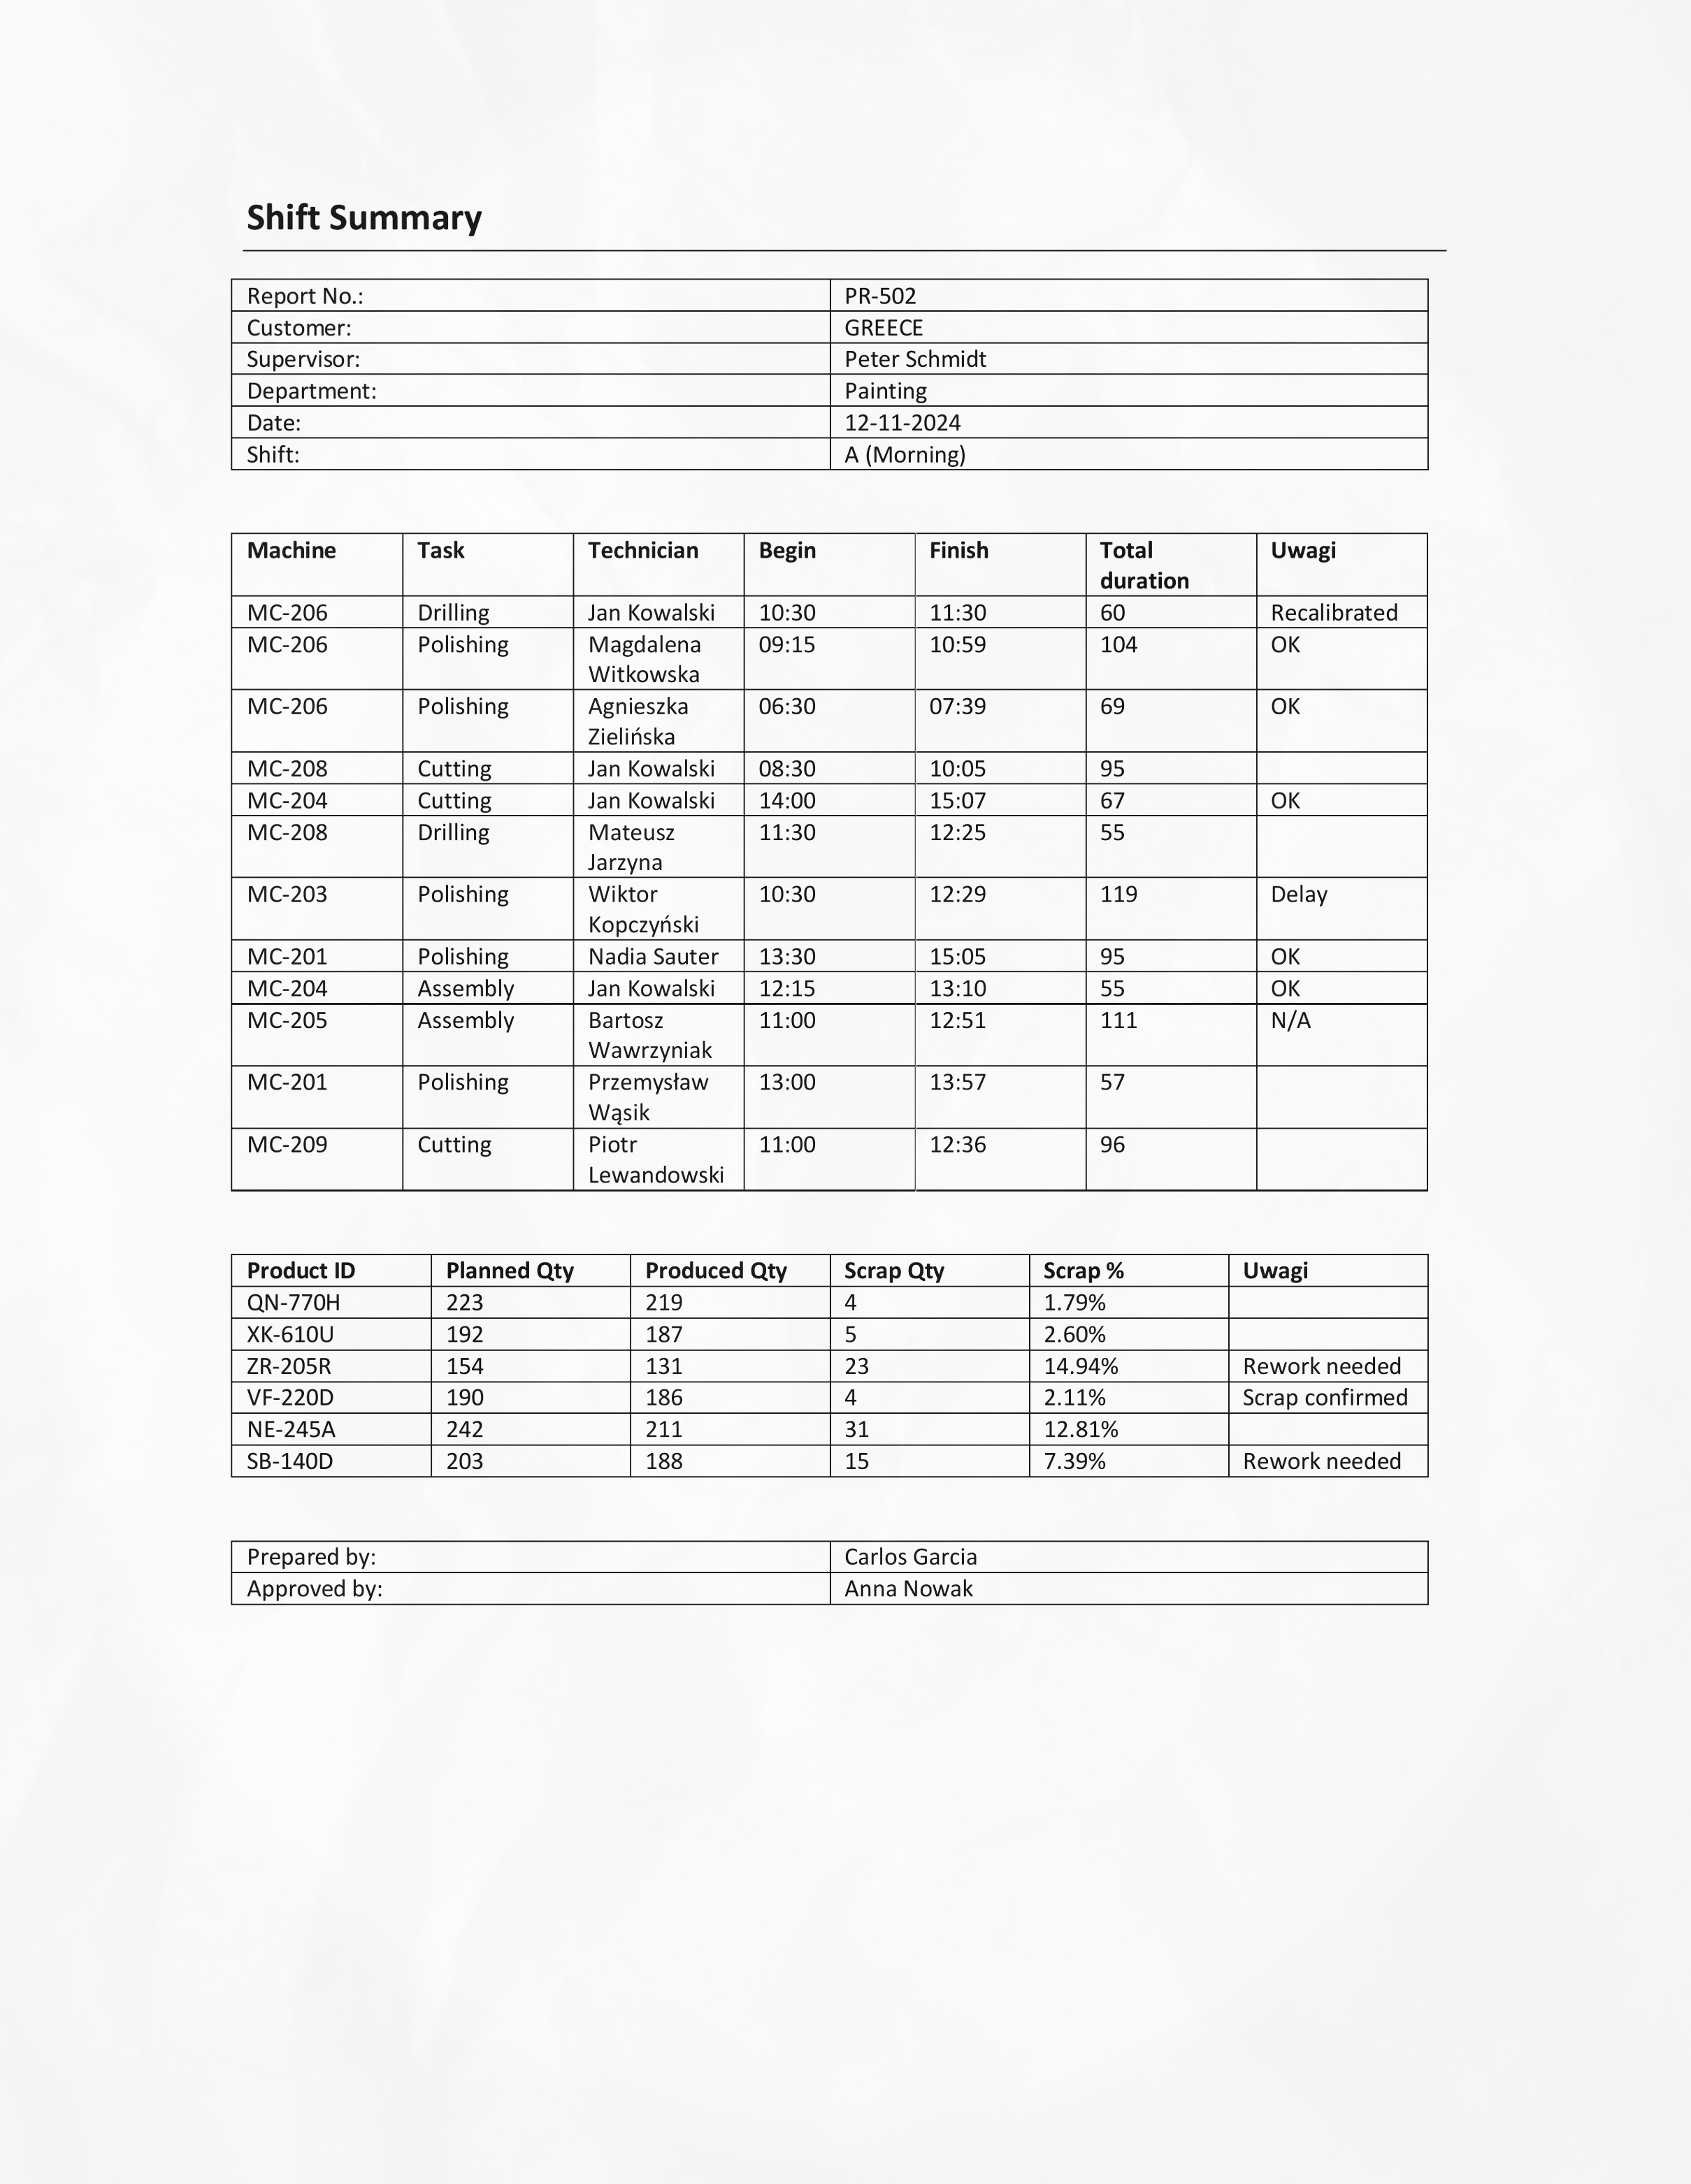 Shift Summary
Report No.: PR-502
Customer: GREECE
Supervisor: Peter Schmidt
Department: Painting
Date: 12-11-2024
Shift: A (Morning)
Machine Task Technician Begin Finish Total duration Uwagi
MC-206 Drilling Jan Kowalski 10:30 11:30 60 Recalibrated
MC-206 Polishing Magdalena Witkowska 09:15 10:59 104 OK
MC-206 Polishing Agnieszka Zielińska 06:30 07:39 69 OK
MC-208 Cutting Jan Kowalski 08:30 10:05 95
MC-204 Cutting Jan Kowalski 14:00 15:07 67 OK
MC-208 Drilling Mateusz Jarzyna 11:30 12:25 55
MC-203 Polishing Wiktor Kopczyński 10:30 12:29 119 Delay
MC-201 Polishing Nadia Sauter 13:30 15:05 95 OK
MC-204 Assembly Jan Kowalski 12:15 13:10 55 OK
MC-205 Assembly Bartosz Wawrzyniak 11:00 12:51 111 N/A
MC-201 Polishing Przemysław Wąsik 13:00 13:57 57
MC-209 Cutting Piotr Lewandowski 11:00 12:36 96
Product ID Planned Qty Produced Qty Scrap Qty Scrap % Uwagi
QN-770H 223 219 4 1.79%
XK-610U 192 187 5 2.60%
ZR-205R 154 131 23 14.94% Rework needed
VF-220D 190 186 4 2.11% Scrap confirmed
NE-245A 242 211 31 12.81%
SB-140D 203 188 15 7.39% Rework needed
Prepared by: Carlos Garcia
Approved by: Anna Nowak